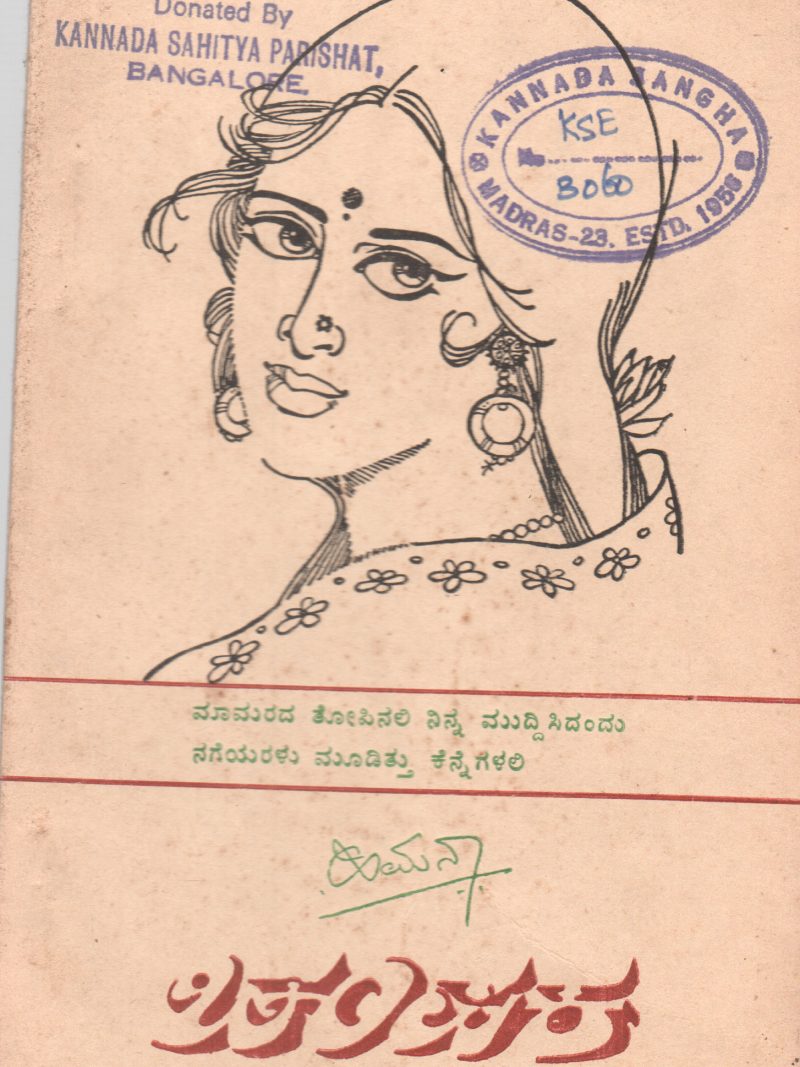 Donated By
KANNADA SAHITYA PARISHAT,
BANGALORE.
KANNADA SANGHA
KSE
3060
MADRAS-23. ESTD. 1956
ಮಾಮರದ ತೋಪಿನಲಿ ನಿನ್ನ ಮುದ್ದಿಸಿದಂದು
ನಗೆಯರಳು ಮೂಡಿತ್ತು ಕೆನ್ನೆಗಳಲಿ